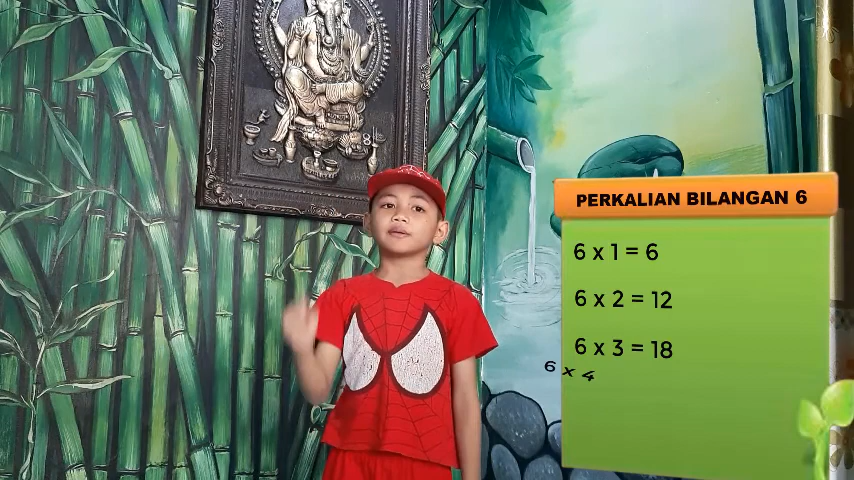 PERKALIAN BILANGAN 6
6 x 1 = 6
6 x 2 = 12
6 x 3 = 18
6 x 4